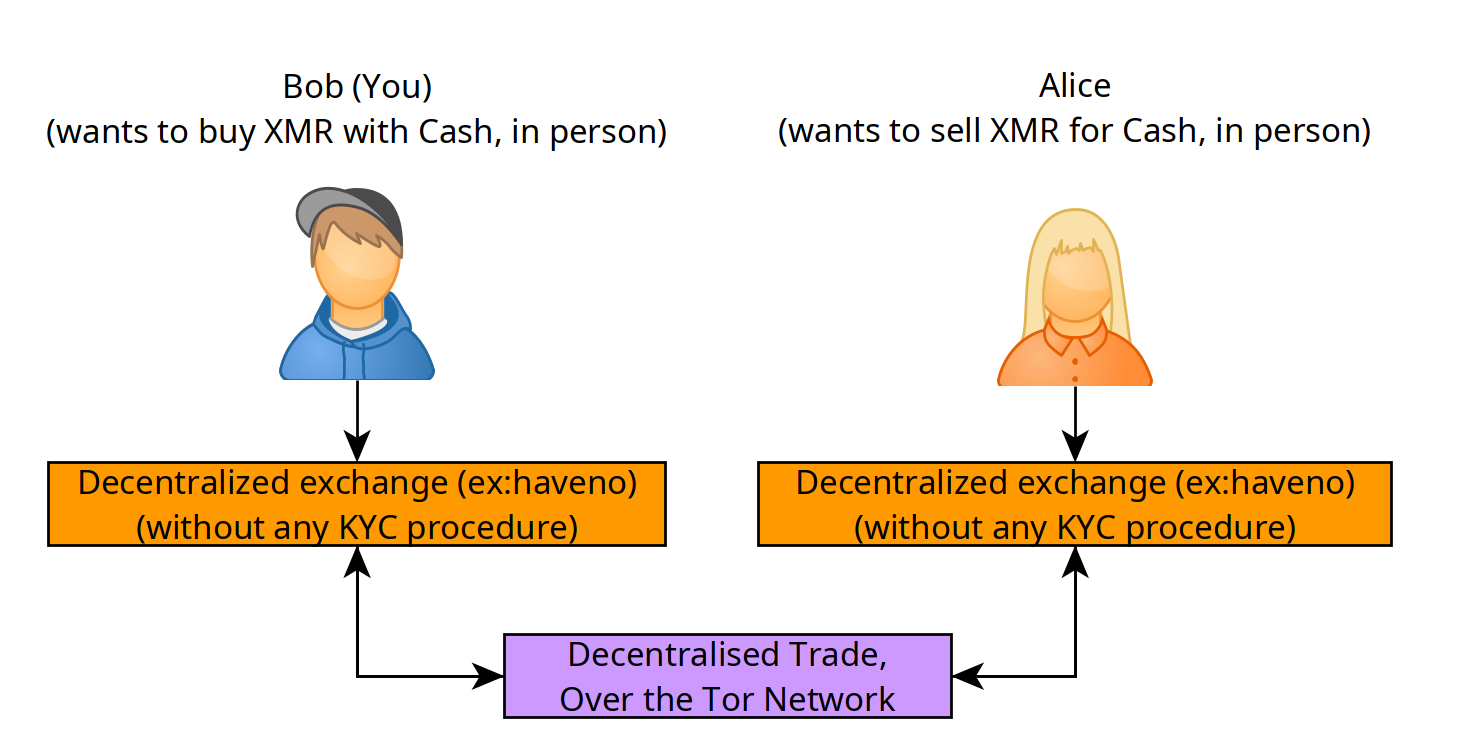 Bob (You)
(wants to buy XMR with Cash, in person)
Alice
(wants to sell XMR for Cash, in person)
Decentralized exchange (ex:haveno)
(without any KYC procedure)
Decentralized exchange (ex:haveno)
(without any KYC procedure)
Decentralised Trade,
Over the Tor Network